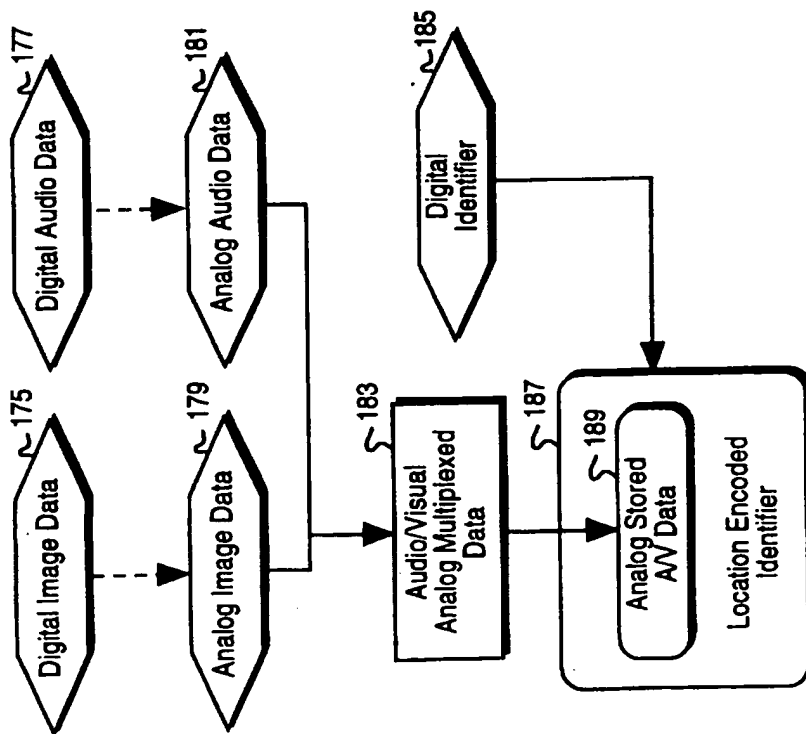 175
Digital Image Data
177
Digital Audio Data
179
Analog Image Data
181
Analog Audio Data
183
Audio/Visual
Analog Multiplexed
Data
185
Digital
Identifier
187
189
Analog Stored
A/V Data
Location Encoded
Identifier